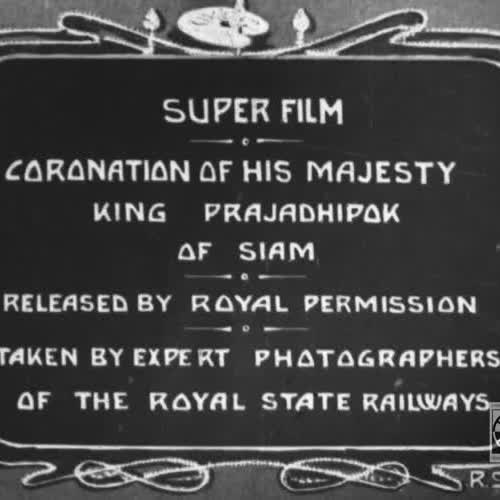 SUPER FILM
CORONATION OF HIS MAJESTY
KING PRAJADHIPOK
OF SIAM
RELEASED BY ROYAL PERMISSION
TAKEN BY EXPERT PHOTOGRAPHERS
OF THE ROYAL STATE RAILWAYS